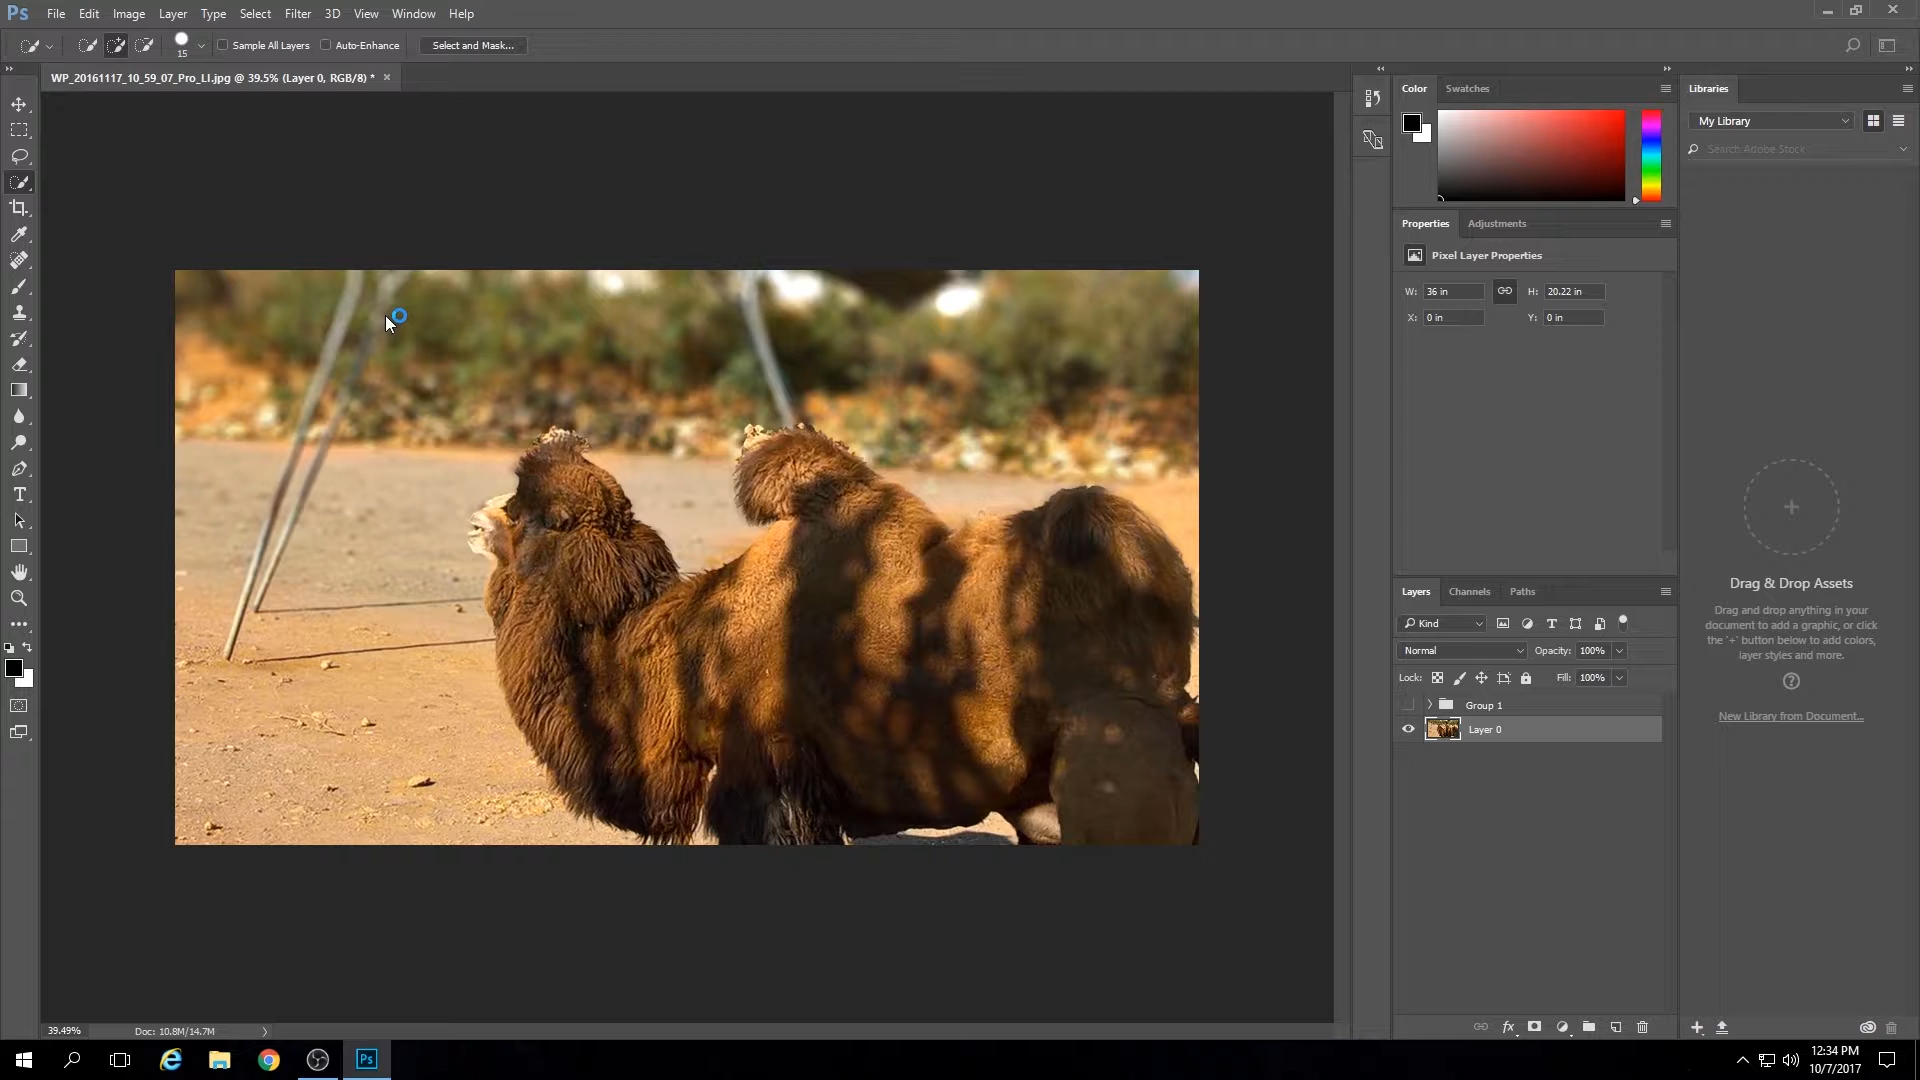 Ps File Edit Image Layer Type Select Filter 3D View Window Help
15 Sample All Layers Auto-Enhance Select and Mask...
WP_20161117_10_59_07_Pro_LI.jpg @ 39.5% (Layer 0, RGB/8) *
Color Swatches
Libraries
My Library
Search Adobe Stock
Properties Adjustments
Pixel Layer Properties
W: 36 in H: 20.22 in
X: 0 in Y: 0 in
Drag & Drop Assets
Drag and drop anything in your
document to add a graphic, or click
the '+' button below to add colors,
layer styles and more.
New Library from Document...
Layers Channels Paths
Kind
Normal Opacity: 100%
Lock: Fill: 100%
Group 1
Layer 0
39.49% Doc: 10.8M/14.7M
fx
Ps
12:34 PM
10/7/2017